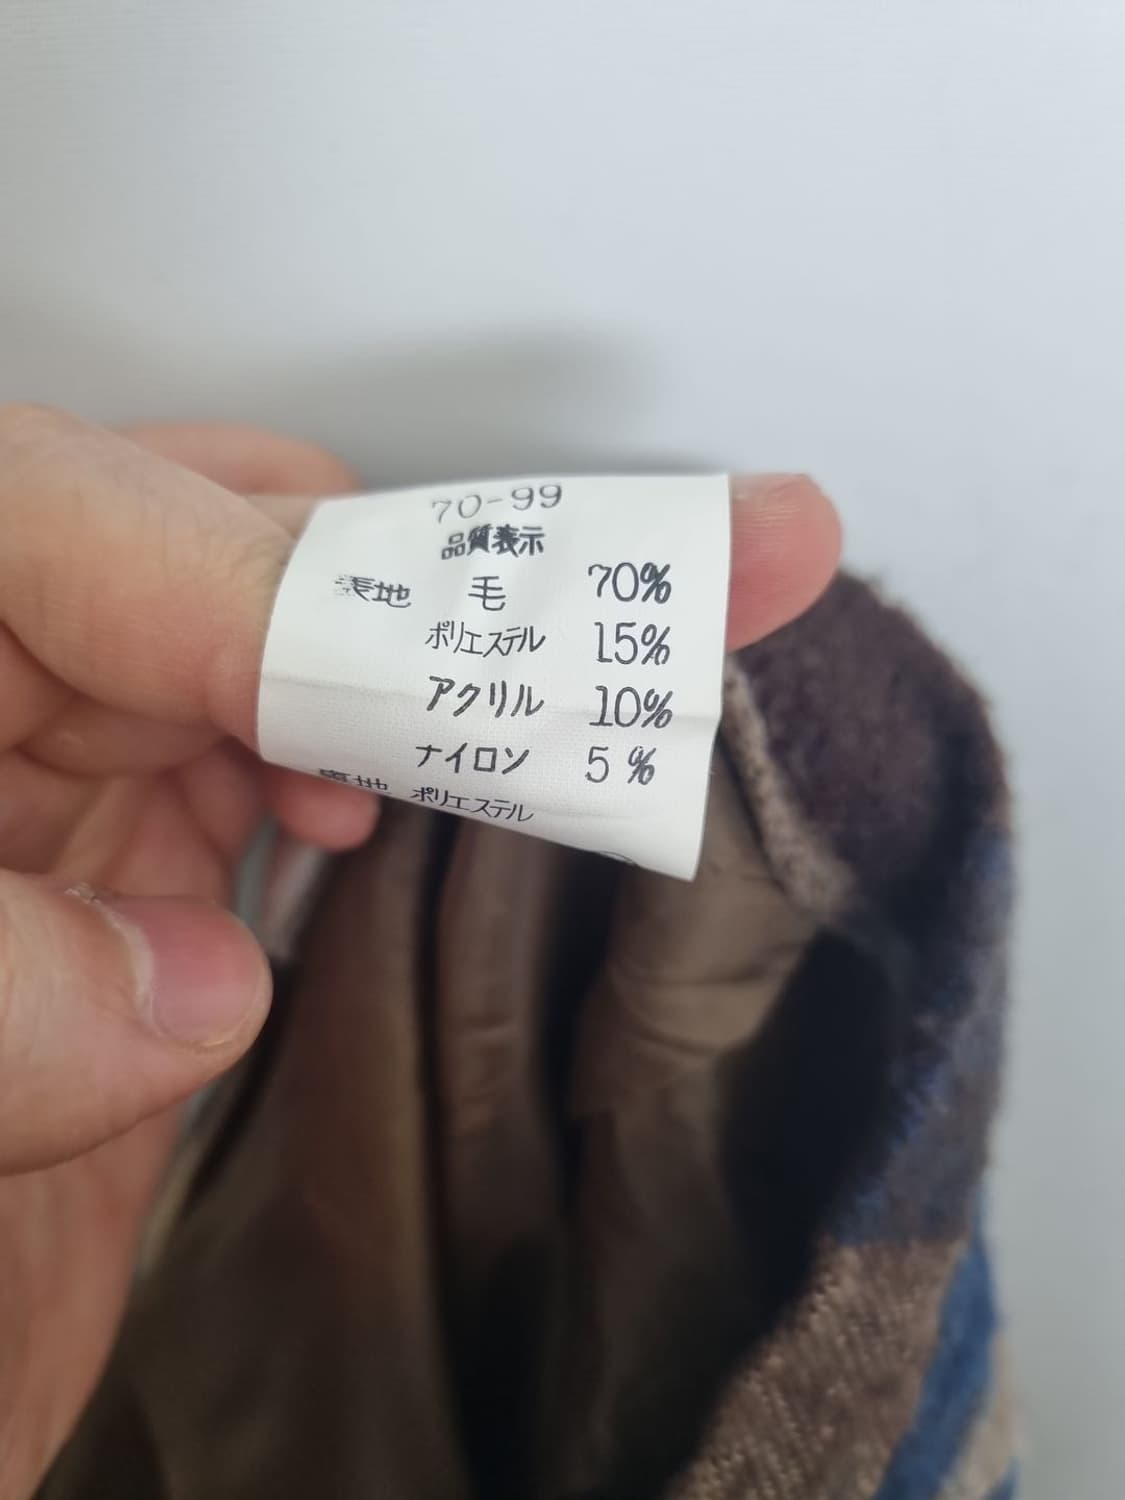 70-99
品質表示
表地 毛 70%
ポリエステル 15%
アクリル 10%
ナイロン 5%
裏地 ポリエステル